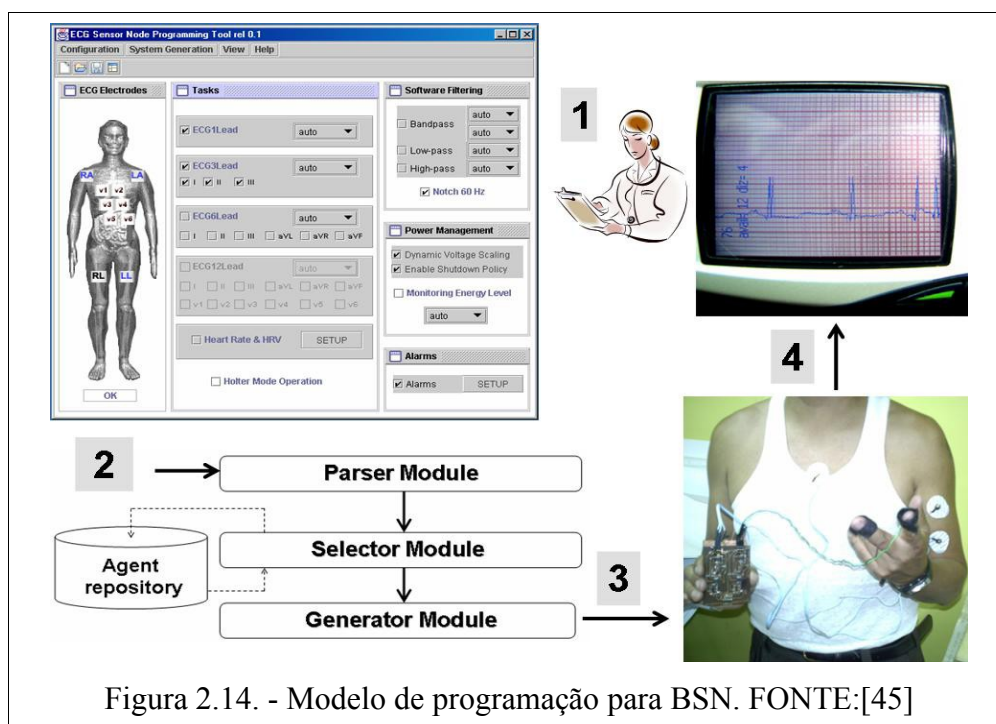 ECG Sensor Node Programming Tool rel 0.1
Configuration System Generation View Help
ECG Electrodes
RA LA
v1 v2
v3 v4
v5 v6
RL LL
OK
Tasks
ECG1Lead auto
ECG3Lead auto
I II III
ECG6Lead auto
I II III aVL aVR aVF
ECG12Lead auto
I II III aVL aVR aVF
v1 v2 v3 v4 v5 v6
Heart Rate & HRV SETUP
Holter Mode Operation
Software Filtering
Bandpass auto
auto
Low-pass auto
High-pass auto
Notch 60 Hz
Power Management
Dynamic Voltage Scaling
Enable Shutdown Policy
Monitoring Energy Level
auto
Alarms
Alarms SETUP
1
76
4
2
Parser Module
Selector Module
Agent
repository
Generator Module
3
Figura 2.14. - Modelo de programação para BSN. FONTE:[45]